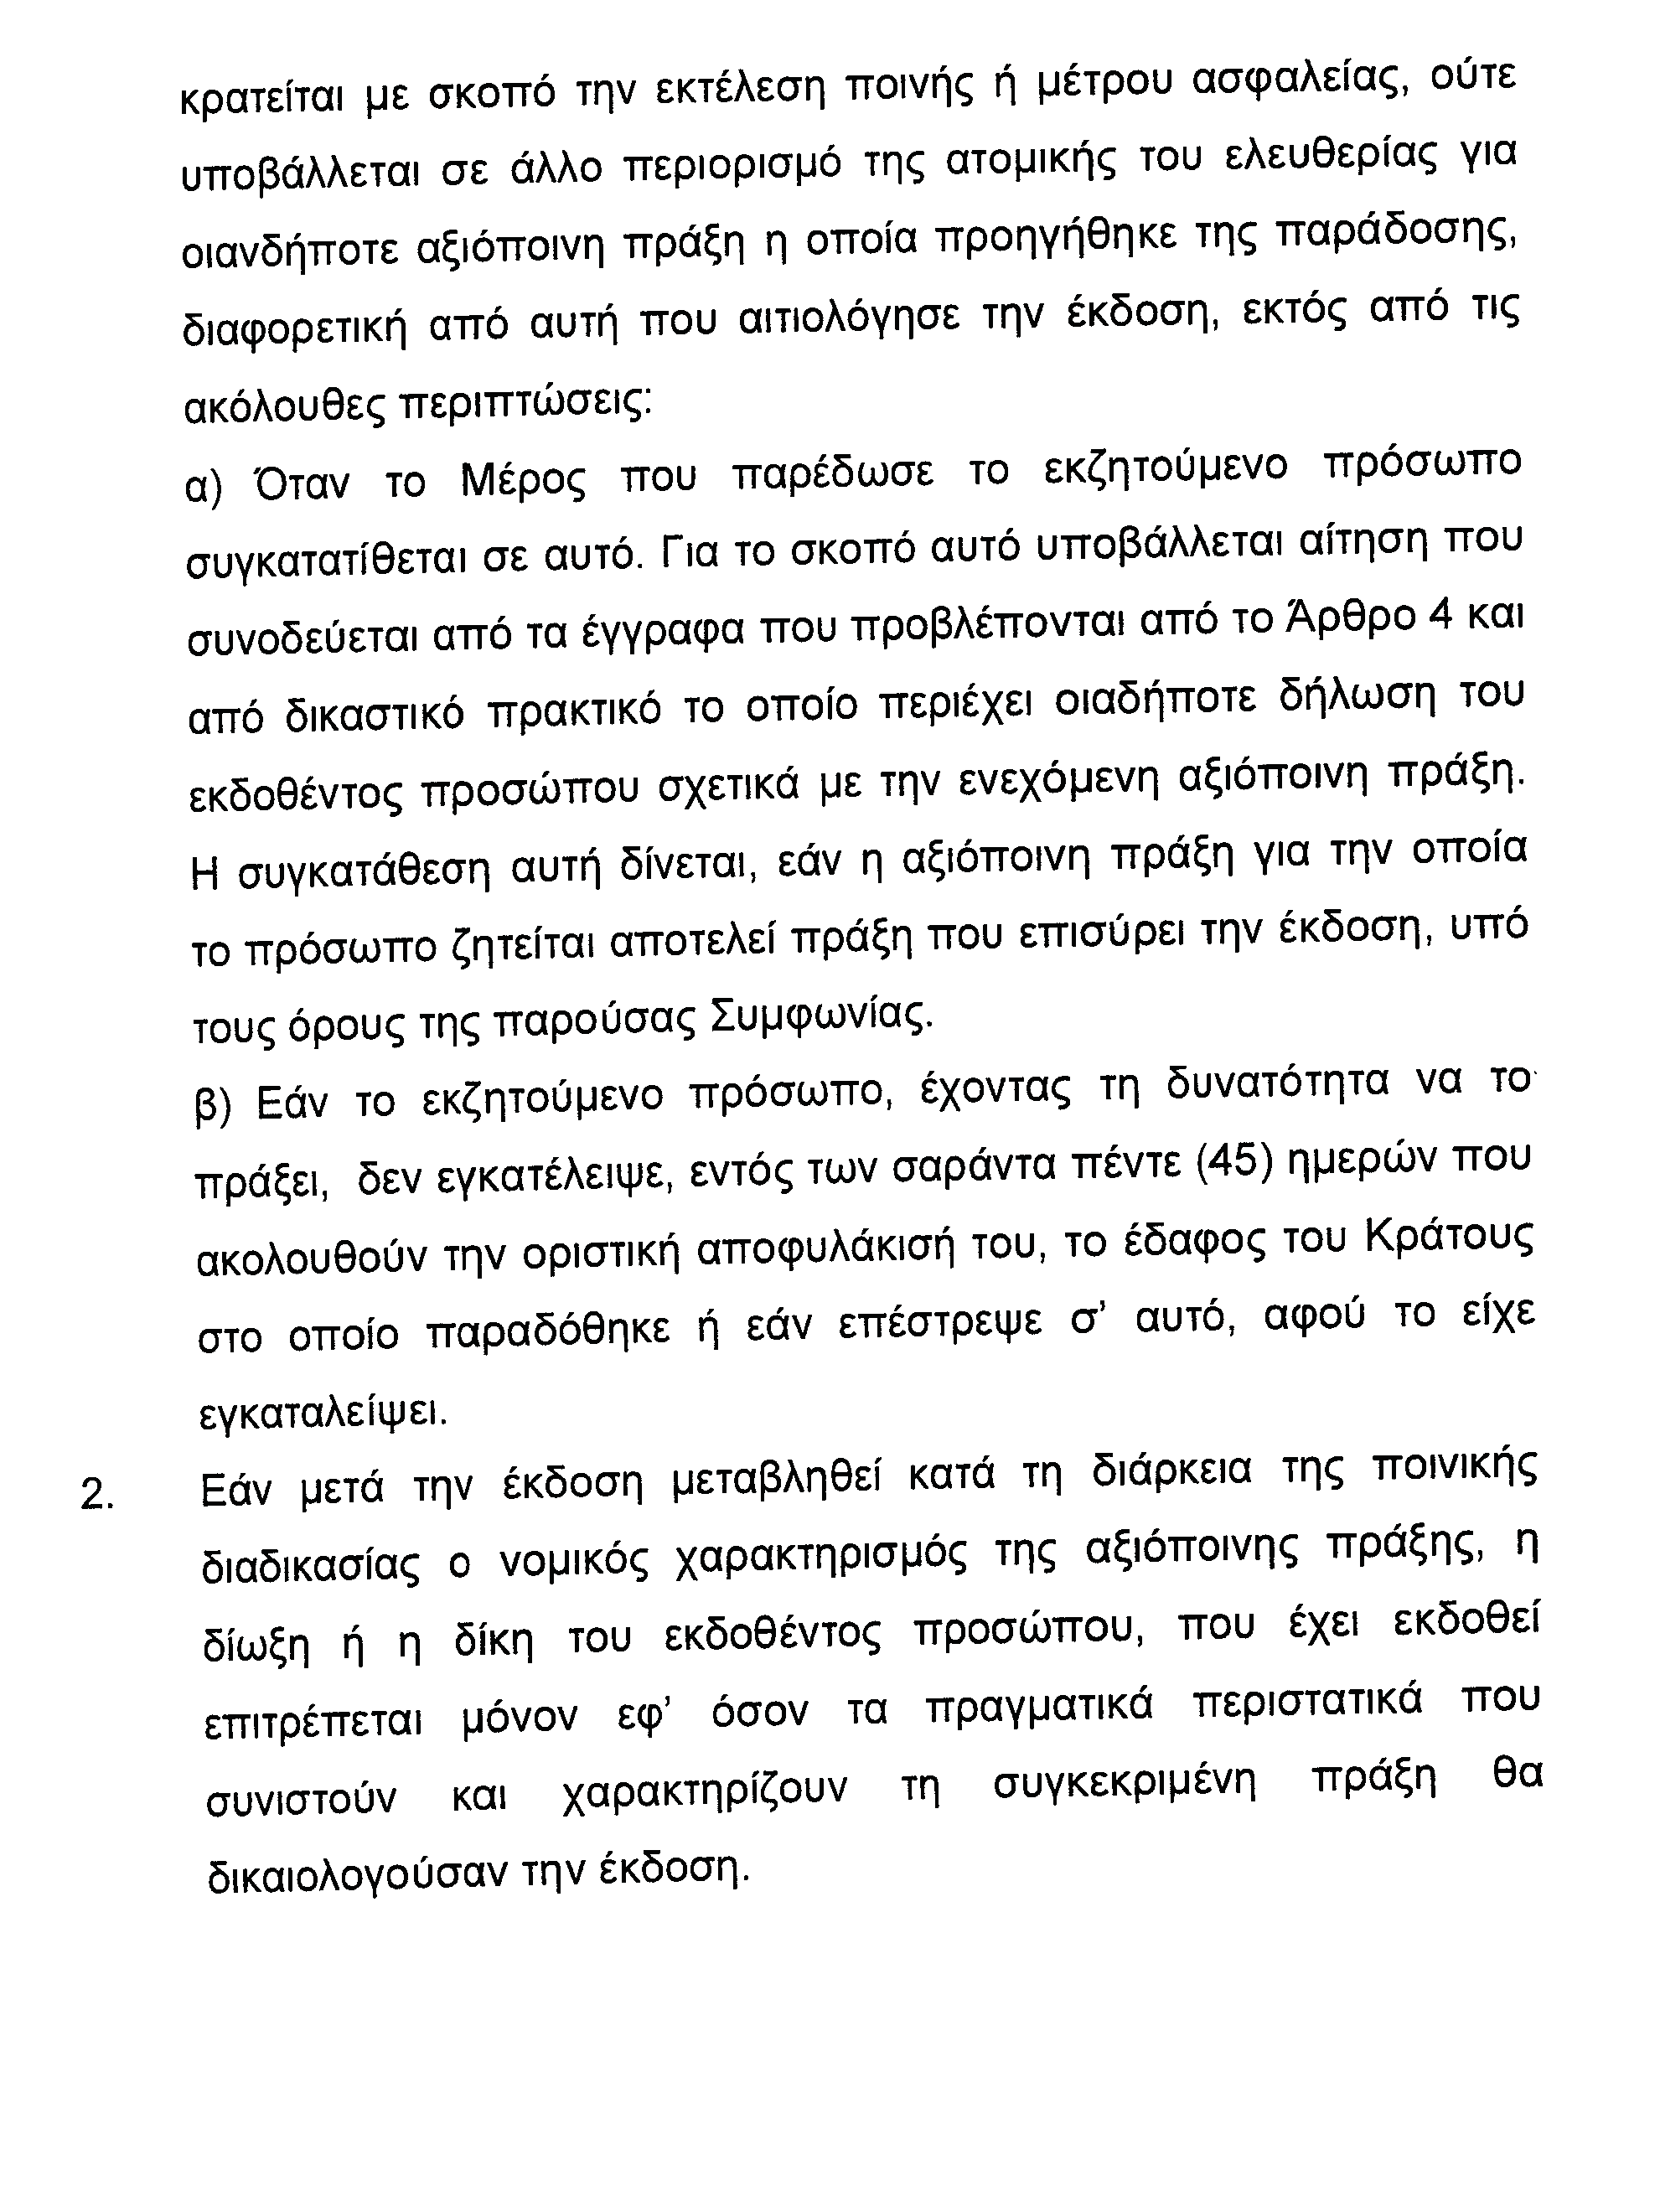 κρατείται με σκοπό την εκτέλεση ποινής ή μέτρου ασφαλείας, ούτε
υποβάλλεται σε άλλο περιορισμό της ατομικής του ελευθερίας για
οιανδήποτε αξιόποινη πράξη η οποία προηγήθηκε της παράδοσης,
διαφορετική από αυτή που αιτιολόγησε την έκδοση, εκτός από τις
ακόλουθες περιπτώσεις:
α) Όταν το Μέρος που παρέδωσε το εκζητούμενο πρόσωπο
συγκατατίθεται σε αυτό. Για το σκοπό αυτό υποβάλλεται αίτηση που
συνοδεύεται από τα έγγραφα που προβλέπονται από το Άρθρο 4 και
από δικαστικό πρακτικό το οποίο περιέχει οιαδήποτε δήλωση του
εκδοθέντος προσώπου σχετικά με την ενεχόμενη αξιόποινη πράξη.
Η συγκατάθεση αυτή δίνεται, εάν η αξιόποινη πράξη για την οποία
το πρόσωπο ζητείται αποτελεί πράξη που επισύρει την έκδοση, υπό
τους όρους της παρούσας Συμφωνίας.
β) Εάν το εκζητούμενο πρόσωπο, έχοντας τη δυνατότητα να το
πράξει, δεν εγκατέλειψε, εντός των σαράντα πέντε (45) ημερών που
ακολουθούν την οριστική αποφυλάκισή του, το έδαφος του Κράτους
στο οποίο παραδόθηκε ή εάν επέστρεψε σ’ αυτό, αφού το είχε
εγκαταλείψει.
2. Εάν μετά την έκδοση μεταβληθεί κατά τη διάρκεια της ποινικής
διαδικασίας ο νομικός χαρακτηρισμός της αξιόποινης πράξης, η
δίωξη ή η δίκη του εκδοθέντος προσώπου, που έχει εκδοθεί
επιτρέπεται μόνον εφ’ όσον τα πραγματικά περιστατικά που
συνιστούν και χαρακτηρίζουν τη συγκεκριμένη πράξη θα
δικαιολογούσαν την έκδοση.